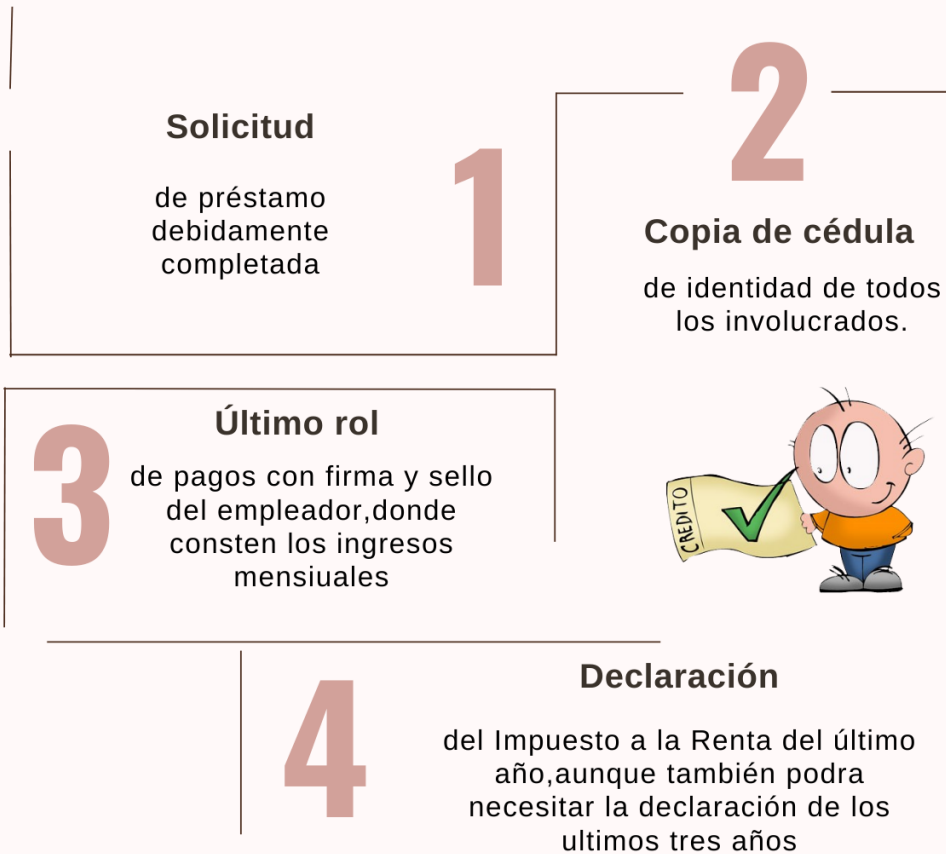 1
Solicitud
de préstamo
debidamente
completada
2
Copia de cédula
de identidad de todos
los involucrados.
3
Último rol
de pagos con firma y sello
del empleador,donde
consten los ingresos
mensiuales
CREDITO
4
Declaración
del Impuesto a la Renta del último
año,aunque también podra
necesitar la declaración de los
ultimos tres años